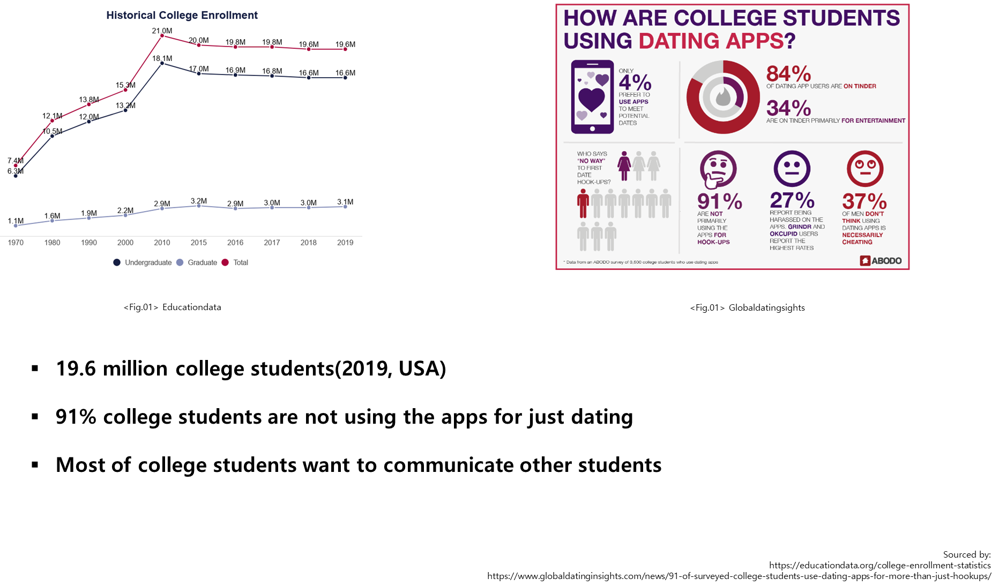 Historical College Enrollment
21.0M
20.0M
19.8M
19.8M
19.6M
19.6M
18.1M
17.0M
16.9M
16.8M
16.6M
16.6M
15.3M
13.8M
13.2M
12.1M
12.0M
10.5M
7.4M
6.3M
1.1M
1.6M
1.9M
2.2M
2.9M
3.2M
2.9M
3.0M
3.0M
3.1M
1970 1980 1990 2000 2010 2015 2016 2017 2018 2019
Undergraduate Graduate Total
<Fig.01> Educationdata
HOW ARE COLLEGE STUDENTS
USING DATING APPS?
ONLY
4%
PREFER TO
USE APPS
TO MEET
POTENTIAL
DATES
84%
OF DATING APP USERS ARE ON TINDER
34%
ARE ON TINDER PRIMARILY FOR ENTERTAINMENT
WHO SAYS
"NO WAY"
TO FIRST
DATE
HOOK-UPS?
91%
ARE NOT
PRIMARILY
USING THE
APPS FOR
HOOK-UPS
27%
REPORT BEING
HARASSED ON THE
APPS. GRINDR AND
OKCUPID USERS
REPORT THE
HIGHEST RATES
37%
OF MEN DON'T
THINK USING
DATING APPS IS
NECESSARILY
CHEATING
* Data from an ABODO survey of 3,500 college students who use dating apps
ABODO
<Fig.01> Globaldatingsights
▪ 19.6 million college students(2019, USA)
▪ 91% college students are not using the apps for just dating
▪ Most of college students want to communicate other students
Sourced by:
https://educationdata.org/college-enrollment-statistics
https://www.globaldatinginsights.com/news/91-of-surveyed-college-students-use-dating-apps-for-more-than-just-hookups/